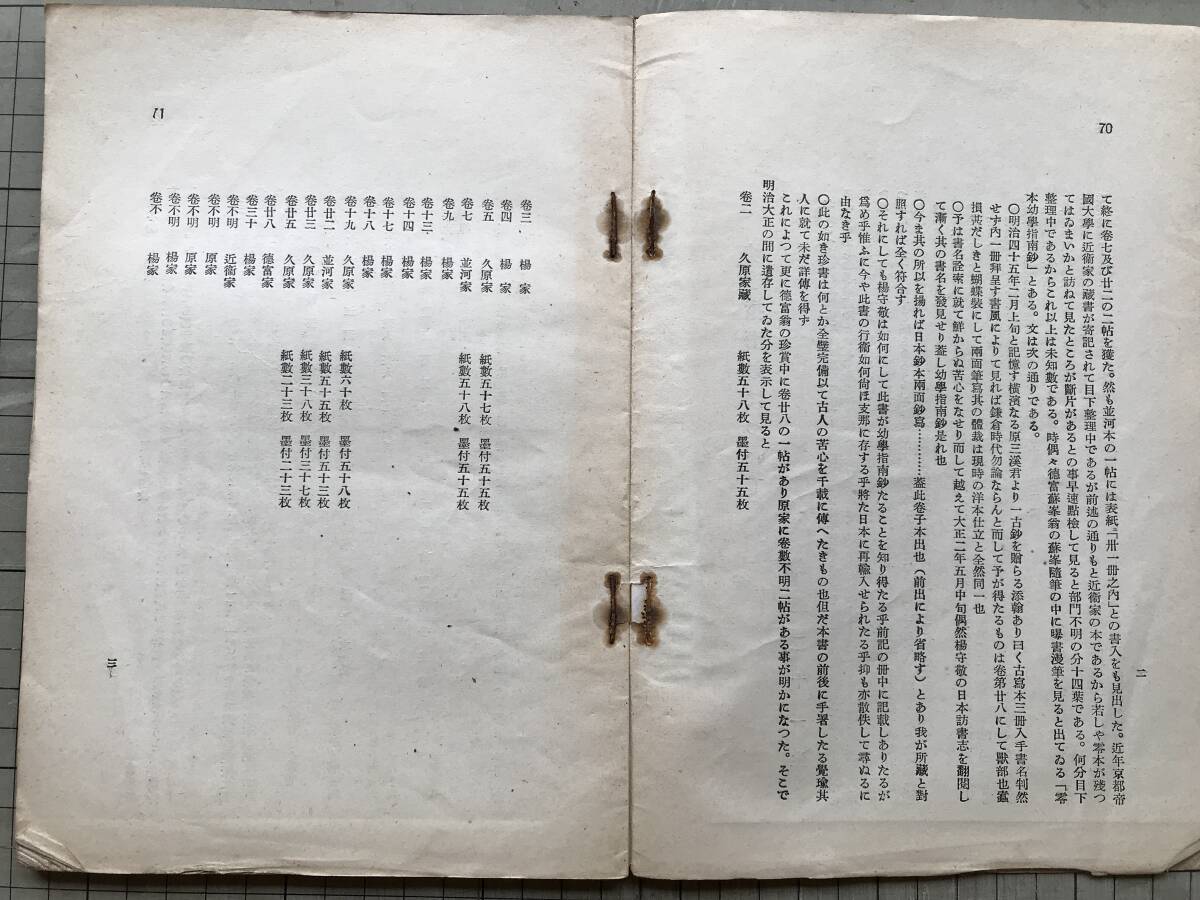 70
二
て終に卷七及び廿二の二帖を獲た。然も並河本の一帖には表紙「卅一冊之內」との書入をも見出した。近年京都帝
國大學に近衞家の藏書が寄記されて目下整理中であるが前述の通りもと近衞家の本であるから若しや零本が殘つ
てはゐまいかと訪ねて見たところが斷片があるとの事早速點檢して見ると部門不明の分十四葉である。何分目下
整理中であるからこれ以上は未知數である。時偶々德富蘇峯翁の蘇峯隨筆の中に曝書漫筆を見ると出てゐる「零
本幼學指南鈔」とある。文は次の通りである。
〇明治四十五年二月上旬と記憶す橫濱なる原三溪君より一古鈔を贈らる添翰あり曰く古寫本三冊入手書名判然
せず內一冊拜呈す書風によりて見れば鎌倉時代勿論ならんと而して予が得たるものは卷第廿八にして獸部也蠧
損甚だしきと蝴蝶裝にして兩面筆寫其の體裁は現時の洋本仕立と全然同一也
〇予は書名詮索に就て鮮からぬ苦心をなせり而して越えて大正二年五月中旬偶然楊守敬の日本訪書志を翻閱し
て漸く其の書名を發見せり蓋し幼學指南鈔是れ也
〇今ま其の所以を揚れば日本鈔本兩面鈔寫…………蓋此卷子本出也(前出により省略す)とあり我が所藏と對
照すれば全く符合す
〇それにしても楊守敬は如何にして此書が幼學指南鈔たることを知り得たる乎前記の冊中に記載しありたるが
爲め乎惟ふに今や此書の行衞如何尙ほ支那に存する乎將た日本に再輸入せられたる乎抑も亦散佚して尋ぬるに
由なき乎
〇此の如き珍書は何とか全璧完備以て古人の苦心を千載に傳へたきもの也但だ本書の前後に手署したる覺瑜其
人に就て未だ詳傳を得ず
これによつて更に德富翁の珍賞中に卷廿八の一帖があり原家に卷數不明二帖がある事が明かになつた。そこで
明治大正の間に遺存してゐた分を表示して見ると
卷二　久原家藏　紙數五十八枚　墨付五十五枚
71
三
卷三　楊　家
卷四　楊　家
卷五　久原家　紙數五十七枚　墨付五十五枚
卷七　並河家　紙數五十八枚　墨付五十五枚
卷九　楊家
卷十三　楊家
卷十四　楊家
卷十七　楊家
卷十八　楊家
卷十九　久原家　紙數六十枚　墨付五十八枚
卷廿二　並河家　紙數五十五枚　墨付五十三枚
卷廿三　久原家　紙數三十八枚　墨付三十七枚
卷廿五　久原家　紙數二十三枚　墨付二十三枚
卷廿八　德富家
卷三十　楊家
卷不明　近衞家
卷不明　原家
卷不明　原家
卷不明　楊家
卷不　楊家